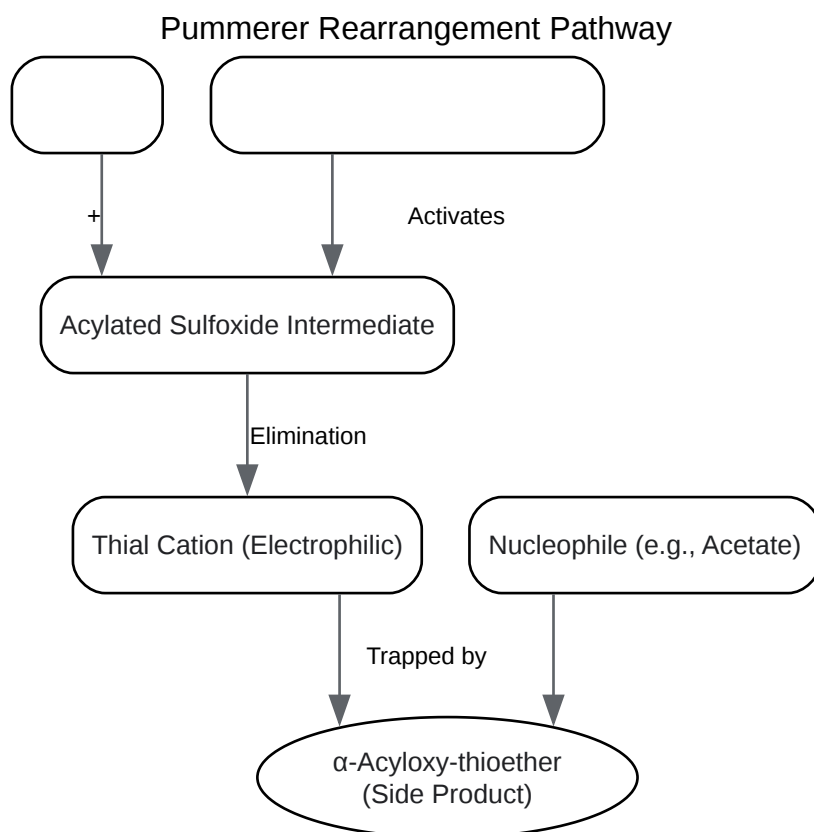 Pummerer Rearrangement Pathway
+
Activates
Acylated Sulfoxide Intermediate
Elimination
Thial Cation (Electrophilic)
Nucleophile (e.g., Acetate)
Trapped by
α-Acyloxy-thioether
(Side Product)